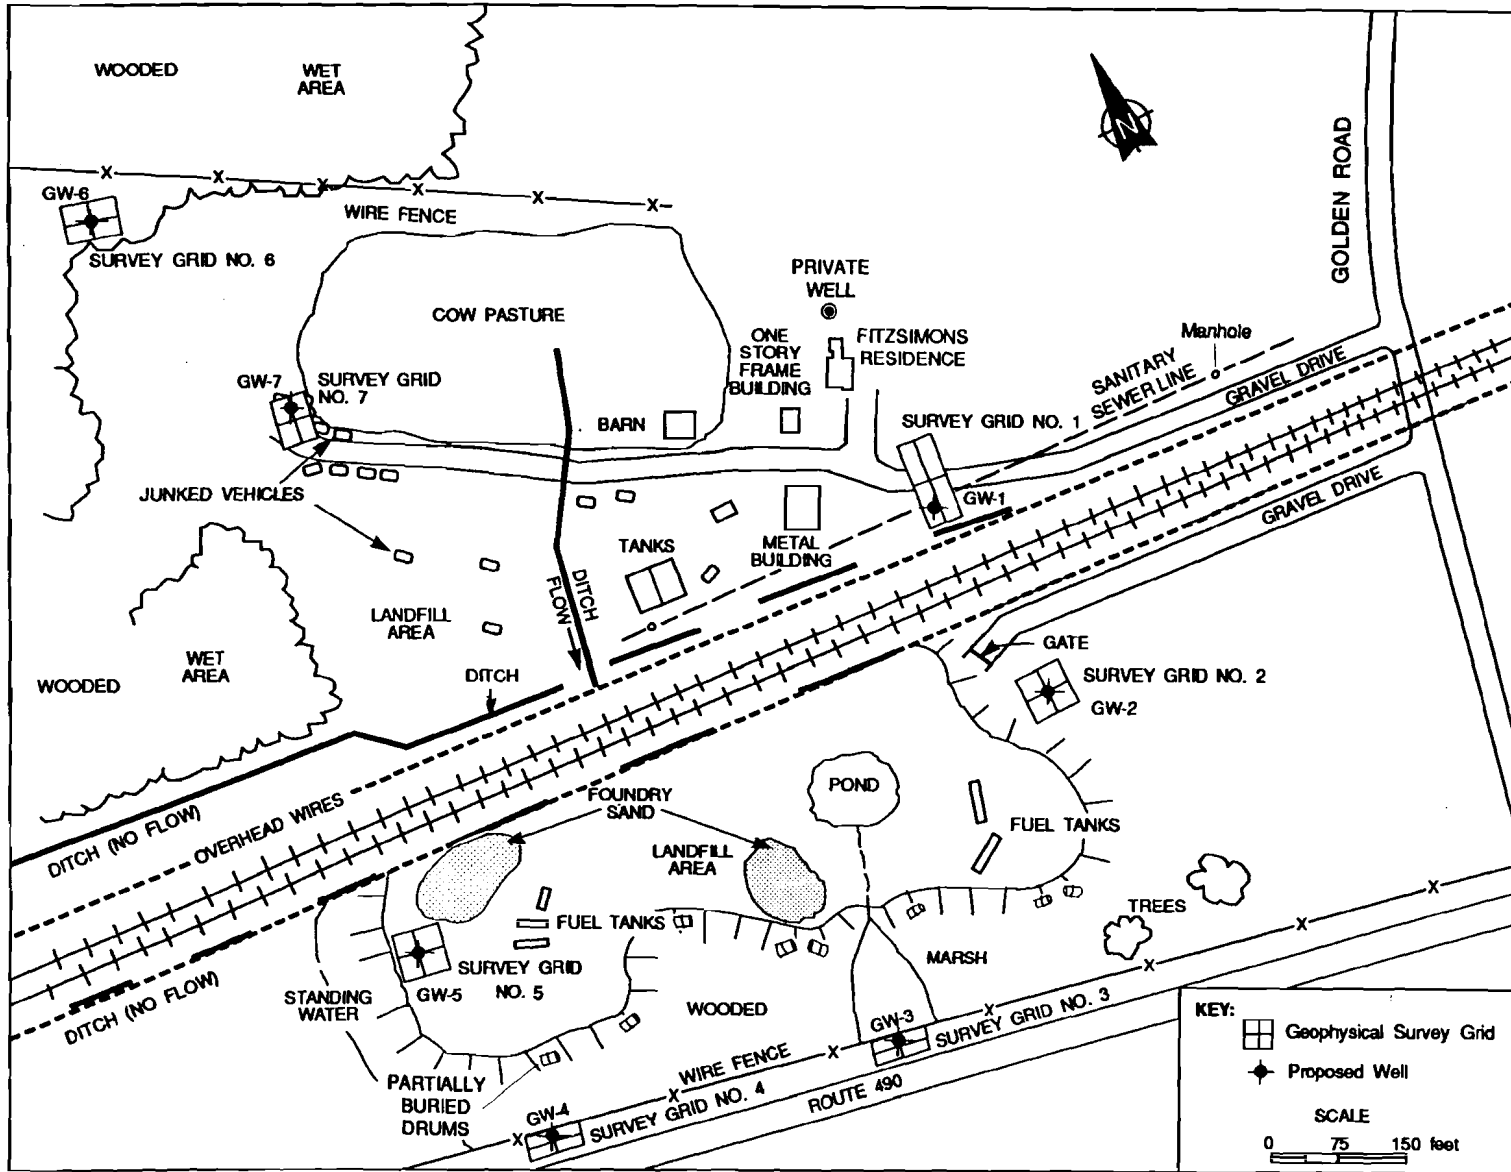 WOODED
WET
AREA
GW-6
SURVEY GRID NO. 6
WIRE FENCE
N
GOLDEN ROAD
COW PASTURE
PRIVATE
WELL
ONE
STORY
FRAME
BUILDING
FITZSIMONS
RESIDENCE
Manhole
SANITARY
SEWER LINE
GRAVEL DRIVE
GW-7
SURVEY GRID
NO. 7
BARN
SURVEY GRID NO. 1
GW-1
GRAVEL DRIVE
JUNKED VEHICLES
TANKS
METAL
BUILDING
DITCH
FLOW
LANDFILL
AREA
WET
AREA
WOODED
DITCH
GATE
SURVEY GRID NO. 2
GW-2
DITCH (NO FLOW)
OVERHEAD WIRES
FOUNDRY
SAND
POND
LANDFILL
AREA
FUEL TANKS
FUEL TANKS
TREES
SURVEY GRID
NO. 5
GW-5
MARSH
STANDING
WATER
DITCH (NO FLOW)
WOODED
GW-3
SURVEY GRID NO. 3
WIRE FENCE
PARTIALLY
BURIED
DRUMS
GW-4
SURVEY GRID NO. 4
ROUTE 490
KEY:
Geophysical Survey Grid
Proposed Well
SCALE
0 75 150 feet